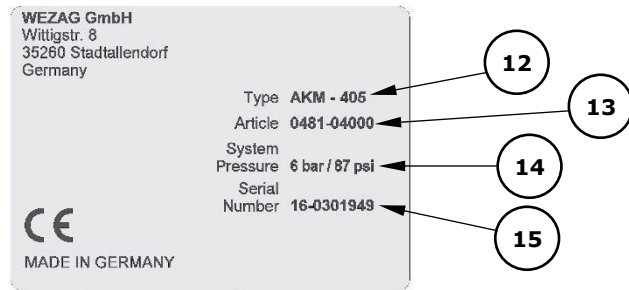 WEZAG GmbH
Wittigstr. 8
35260 Stadtallendorf
Germany
Type AKM - 405
Article 0481-04000
System
Pressure 6 bar / 87 psi
Serial
Number 16-0301949
CE
MADE IN GERMANY
12
13
14
15